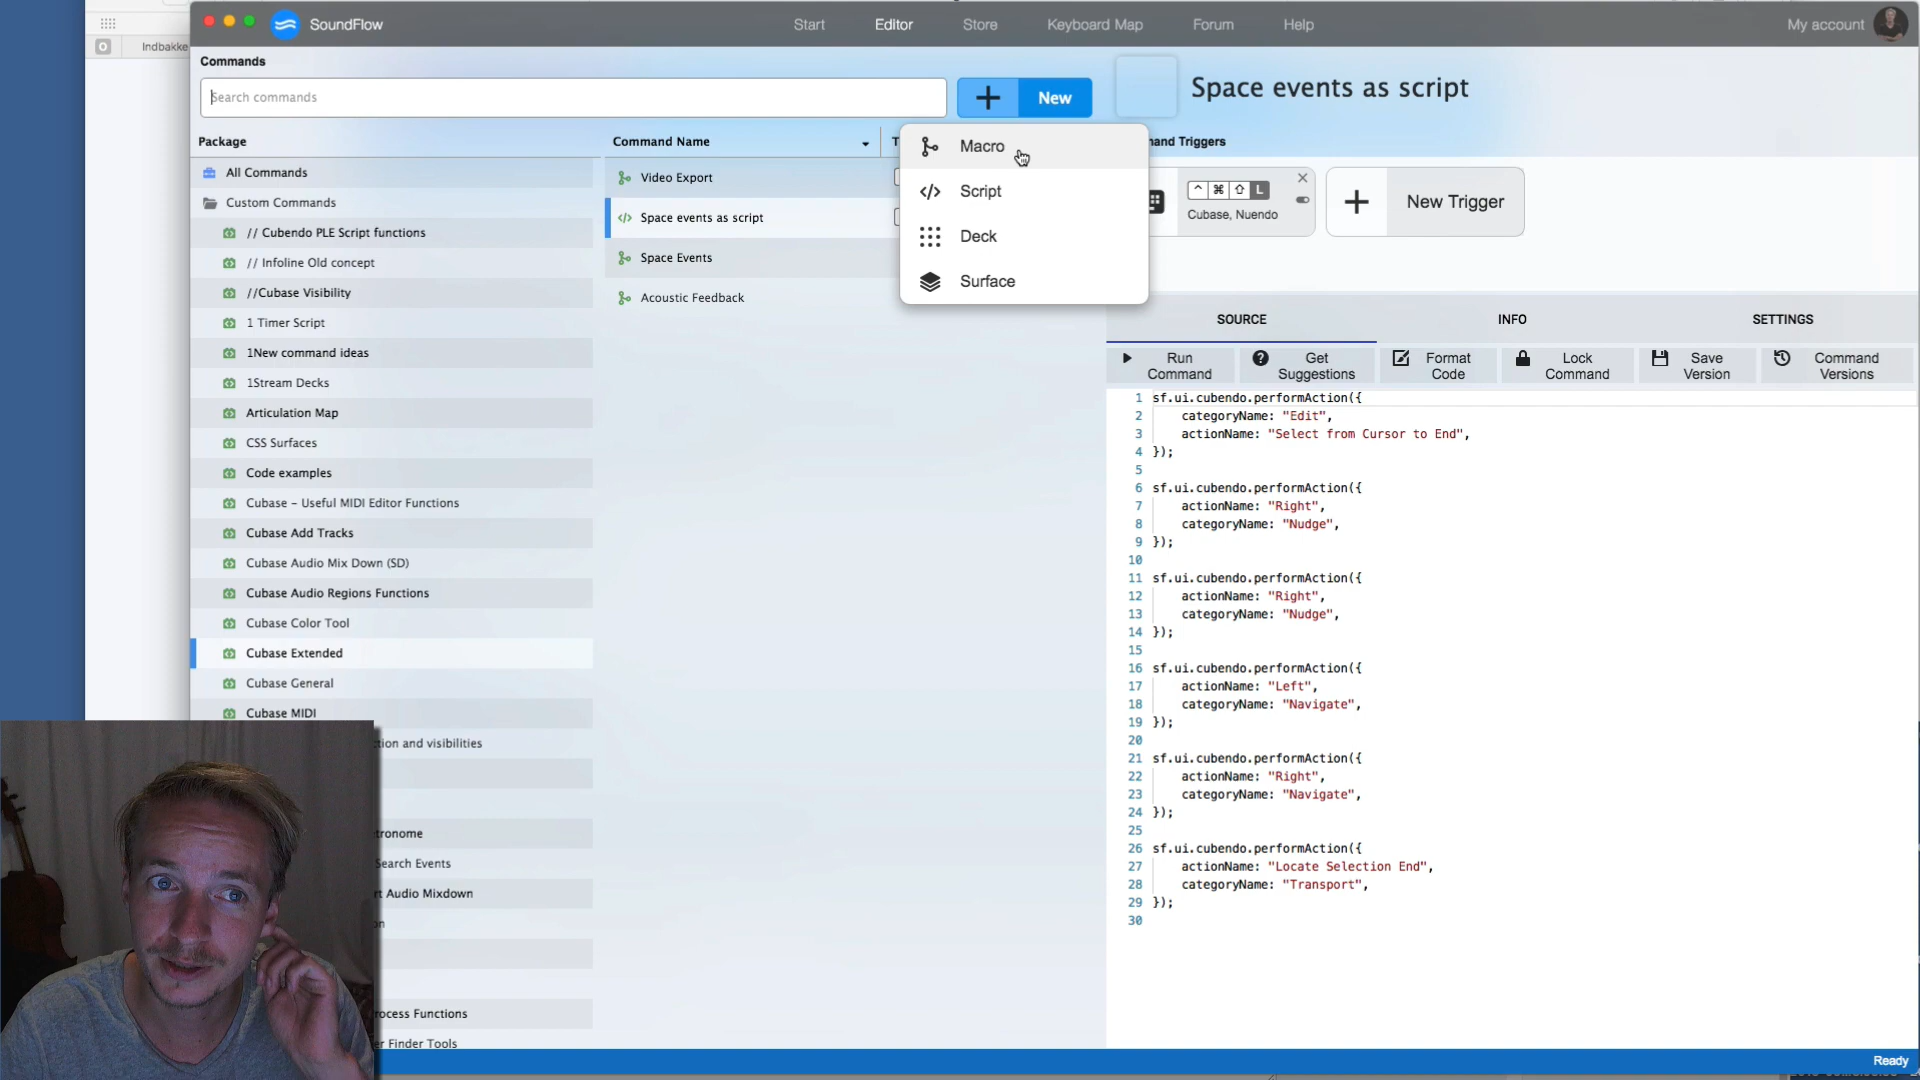 SoundFlow
Start
Editor
Store
Keyboard Map
Forum
Help
My account
Indbakke
Commands
Search commands
New
Space events as script
Macro
Script
Deck
Surface
Package
Command Name
and Triggers
All Commands
Custom Commands
// Cubendo PLE Script functions
// Infoline Old concept
//Cubase Visibility
1 Timer Script
1New command ideas
1Stream Decks
Articulation Map
CSS Surfaces
Code examples
Cubase - Useful MIDI Editor Functions
Cubase Add Tracks
Cubase Audio Mix Down (SD)
Cubase Audio Regions Functions
Cubase Color Tool
Cubase Extended
Cubase General
Cubase MIDI
tion and visibilities
tronome
Search Events
rt Audio Mixdown
on
ocess Functions
er Finder Tools
Video Export
Space events as script
Space Events
Acoustic Feedback
^ ⌘ ⇧ L
Cubase, Nuendo
New Trigger
SOURCE
INFO
SETTINGS
Run Command
Get Suggestions
Format Code
Lock Command
Save Version
Command Versions
1 sf.ui.cubendo.performAction({
2 categoryName: "Edit",
3 actionName: "Select from Cursor to End",
4 });
5
6 sf.ui.cubendo.performAction({
7 actionName: "Right",
8 categoryName: "Nudge",
9 });
10
11 sf.ui.cubendo.performAction({
12 actionName: "Right",
13 categoryName: "Nudge",
14 });
15
16 sf.ui.cubendo.performAction({
17 actionName: "Left",
18 categoryName: "Navigate",
19 });
20
21 sf.ui.cubendo.performAction({
22 actionName: "Right",
23 categoryName: "Navigate",
24 });
25
26 sf.ui.cubendo.performAction({
27 actionName: "Locate Selection End",
28 categoryName: "Transport",
29 });
30
Ready